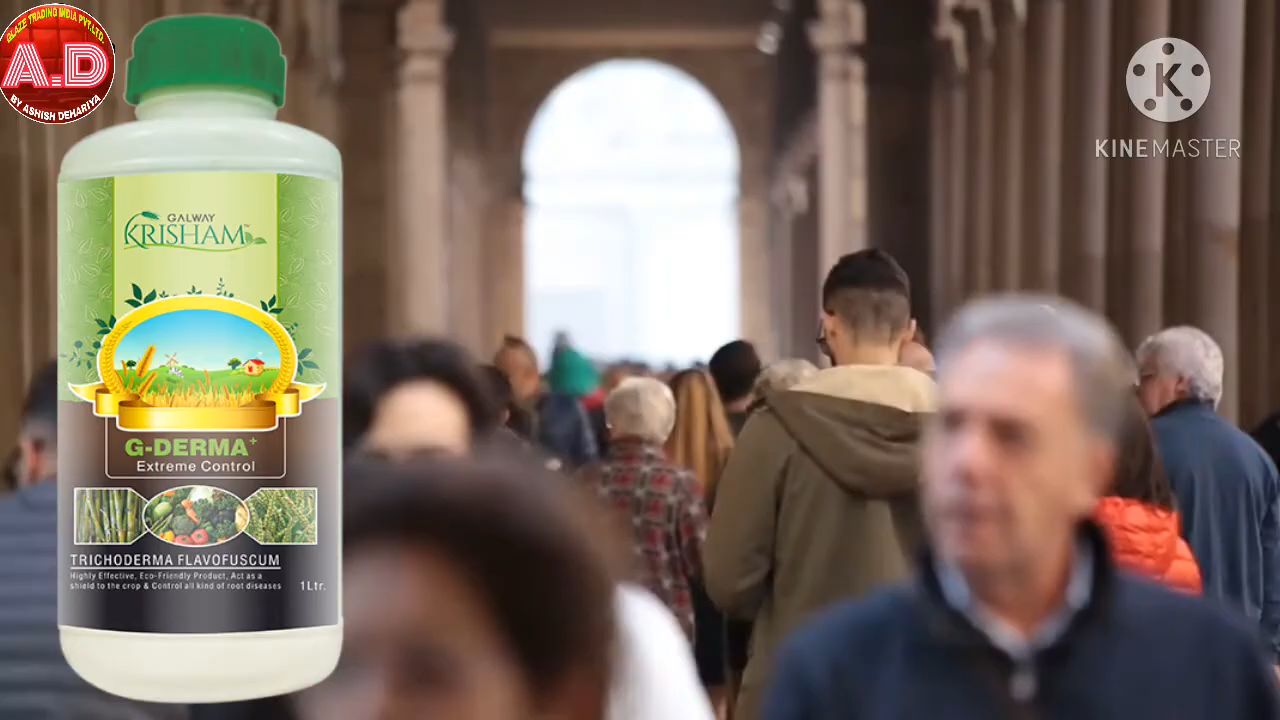 GLAZE TRADING INDIA PVT.LTD.
A.D
BY ASHISH DEHARIYA
K
KINEMASTER
GALWAY
KRISHAM
G-DERMA+
Extreme Control
TRICHODERMA FLAVOFUSCUM
Highly Effective, Eco-Friendly Product, Act as a
shield to the crop & Control all kind of root diseases
1Ltr.